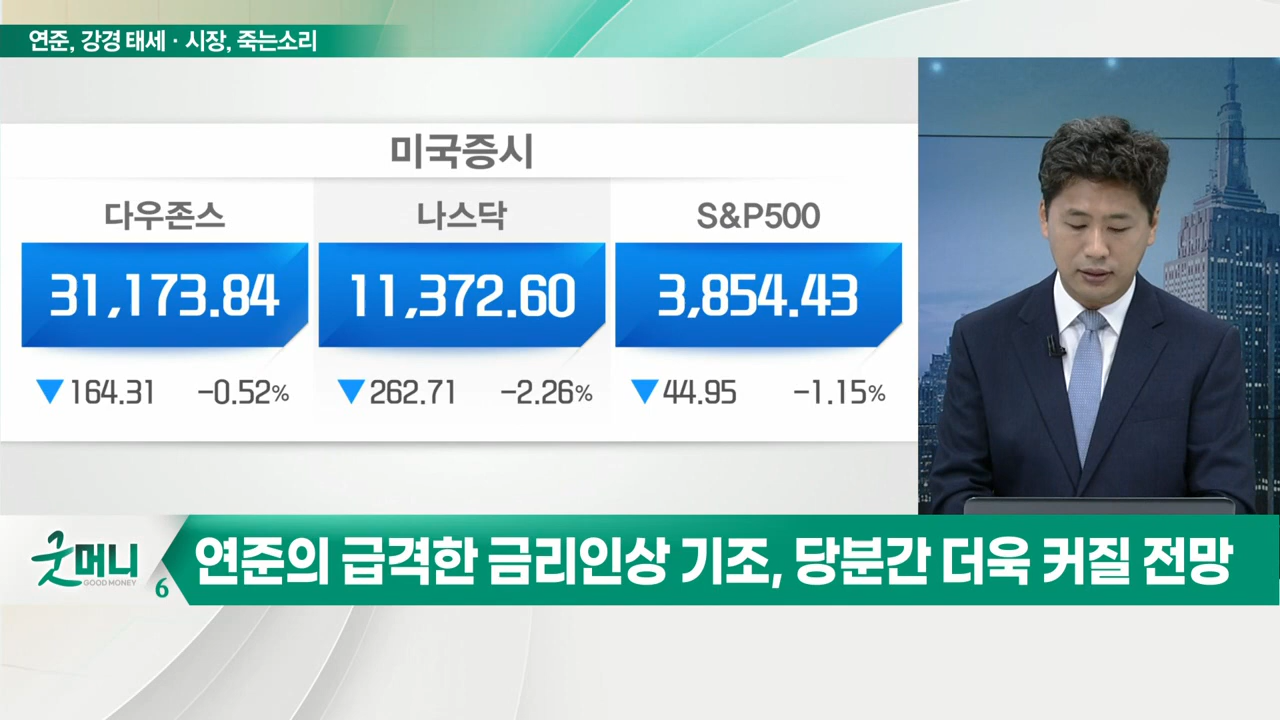 연준, 강경 태세 · 시장, 죽는소리
미국증시
다우존스 나스닥 S&P500
31,173.84 11,372.60 3,854.43
▼164.31 -0.52% ▼262.71 -2.26% ▼44.95 -1.15%
굿머니 연준의 급격한 금리인상 기조, 당분간 더욱 커질 전망
GOOD MONEY
6